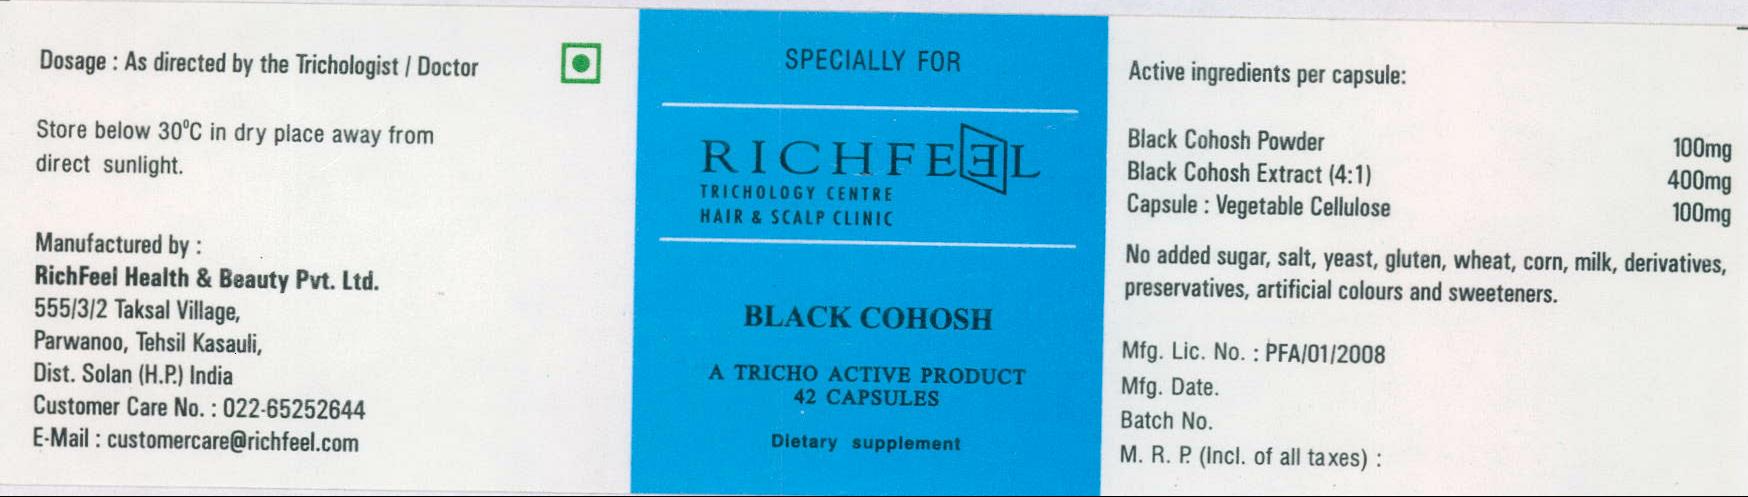 Dosage : As directed by the Trichologist / Doctor
Store below 30⁰C in dry place away from
direct sunlight.
Manufactured by :
RichFeel Health & Beauty Pvt. Ltd.
555/3/2 Taksal Village,
Parwanoo, Tehsil Kasauli,
Dist. Solan (H.P.) India
Customer Care No. : 022-65252644
E-Mail : customercare@richfeel.com
SPECIALLY FOR
RICHFEEL
TRICHOLOGY CENTRE
HAIR & SCALP CLINIC
BLACK COHOSH
A TRICHO ACTIVE PRODUCT
42 CAPSULES
Dietary supplement
Active ingredients per capsule:
Black Cohosh Powder 100mg
Black Cohosh Extract (4:1) 400mg
Capsule : Vegetable Cellulose 100mg
No added sugar, salt, yeast, gluten, wheat, corn, milk, derivatives,
preservatives, artificial colours and sweeteners.
Mfg. Lic. No. : PFA/01/2008
Mfg. Date.
Batch No.
M. R. P. (Incl. of all taxes) :